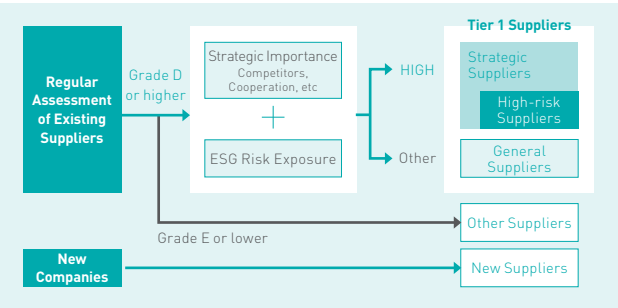 Tier 1 Suppliers
Regular
Assessment
of Existing
Suppliers
Grade D
or higher
Strategic Importance
Competitors,
Cooperation, etc
+
ESG Risk Exposure
HIGH
Other
Strategic
Suppliers
High-risk
Suppliers
General
Suppliers
Other Suppliers
Grade E or lower
New
Companies
New Suppliers